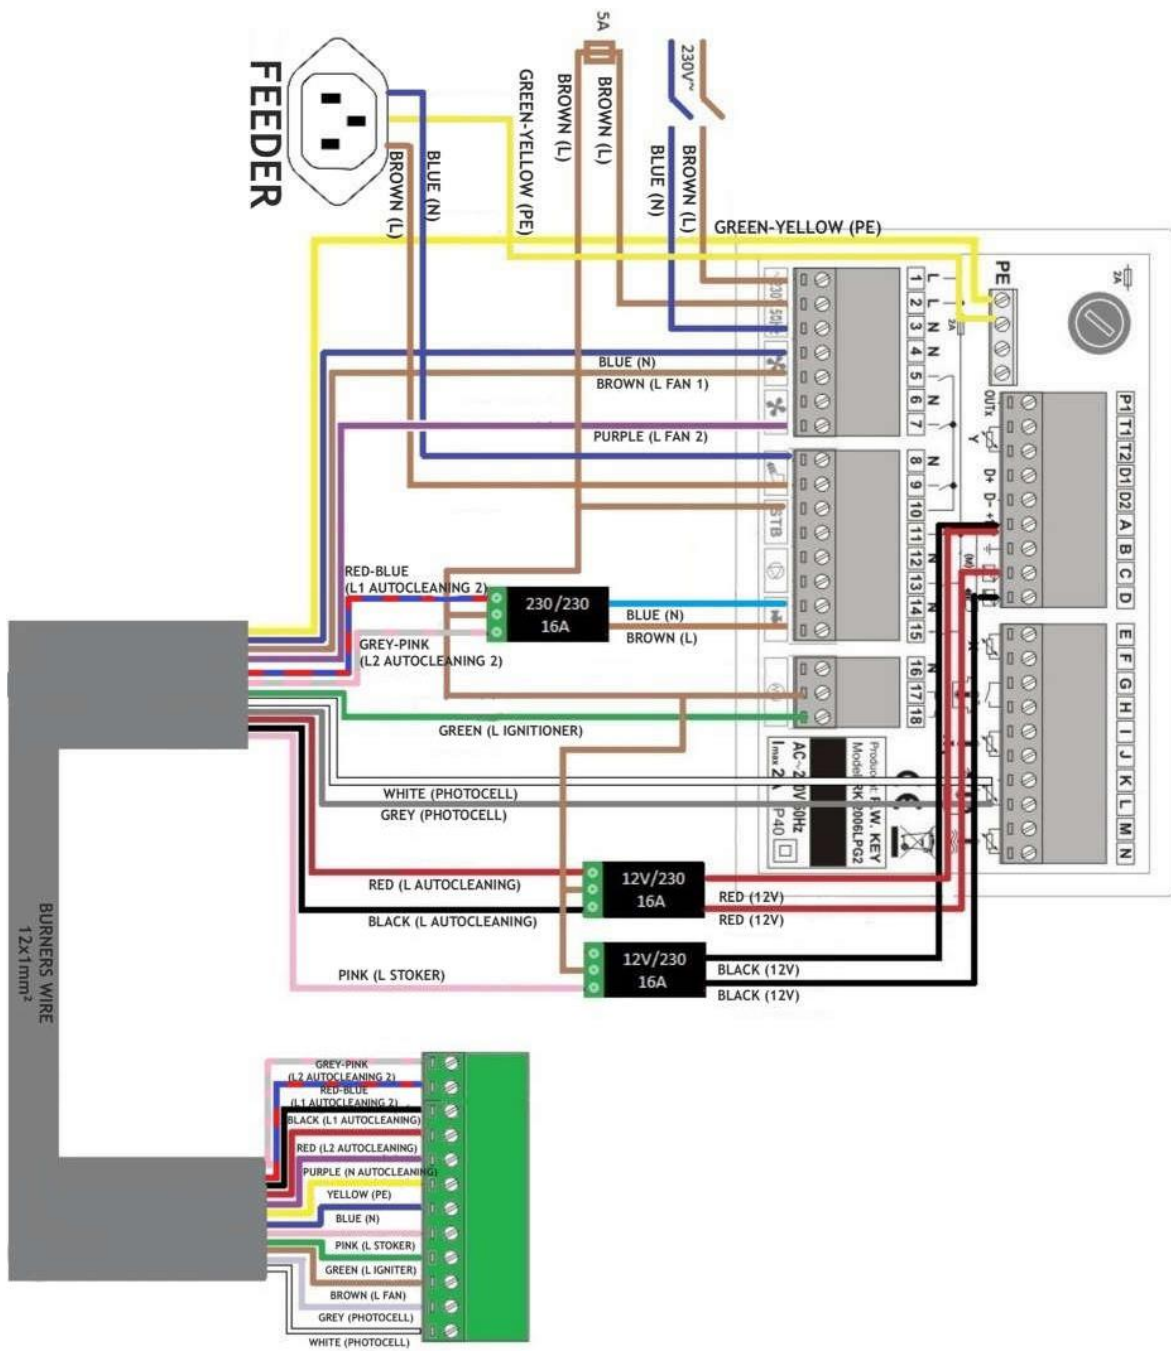 5A
230V~
FEEDER
BROWN (L)
BLUE (N)
GREEN-YELLOW (PE)
BROWN (L)
BROWN (L)
BLUE (N)
BROWN (L)
GREEN-YELLOW (PE)
PE
2A
~230V 50Hz
1 L
2 L
3 N
2A
4 N
5
6 N
7
8 N
9
10
11
12 N
13
14 N
15
16 N
17
18
STB
OUTx
Y
D+
D-
(M)
P1
T1
T2
D1
D2
A
B
C
D
E
F
G
H
I
J
K
L
M
N
BLUE (N)
BROWN (L FAN 1)
PURPLE (L FAN 2)
RED-BLUE
(L1 AUTOCLEANING 2)
230/230
16A
BLUE (N)
BROWN (L)
GREY-PINK
(L2 AUTOCLEANING 2)
GREEN (L IGNITIONER)
WHITE (PHOTOCELL)
GREY (PHOTOCELL)
CE
RED (L AUTOCLEANING)
12V/230
16A
RED (12V)
RED (12V)
BLACK (L AUTOCLEANING)
PINK (L STOKER)
12V/230
16A
BLACK (12V)
BLACK (12V)
BURNERS WIRE
12x1mm²
GREY-PINK
(L2 AUTOCLEANING 2)
RED-BLUE
(L1 AUTOCLEANING 2)
BLACK (L1 AUTOCLEANING)
RED (L2 AUTOCLEANING)
PURPLE (N AUTOCLEANING)
YELLOW (PE)
BLUE (N)
PINK (L STOKER)
GREEN (L IGNITER)
BROWN (L FAN)
GREY (PHOTOCELL)
WHITE (PHOTOCELL)